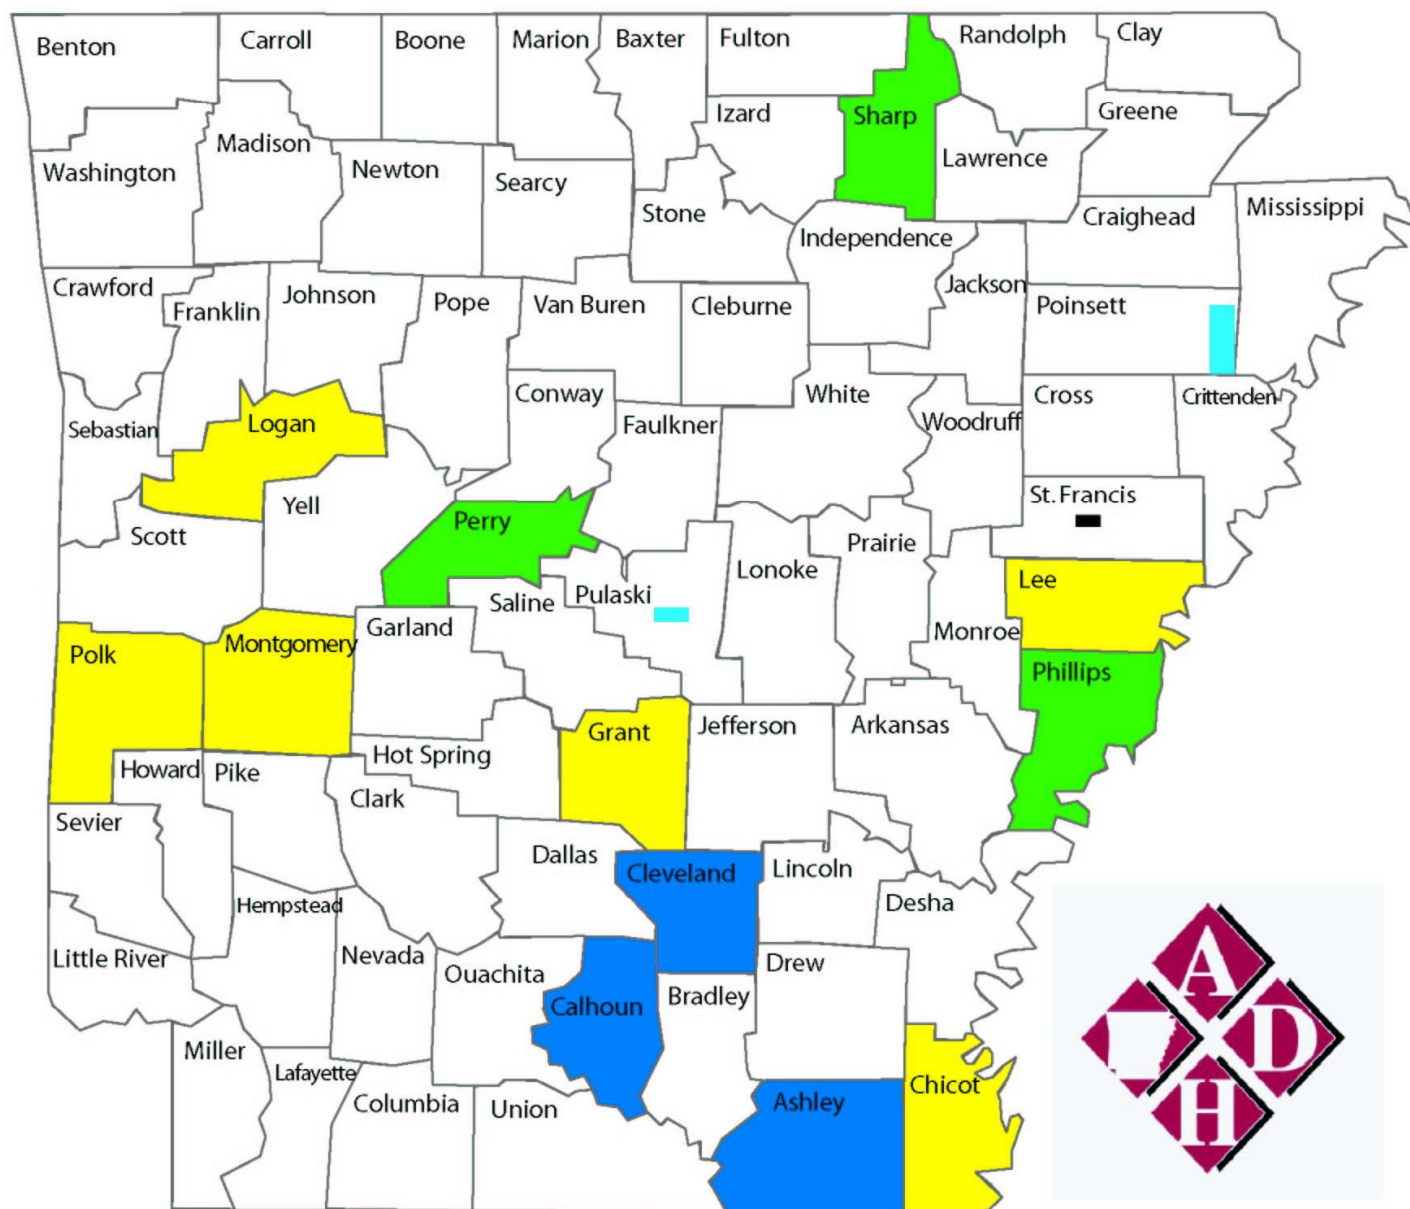 Benton
Carroll
Boone
Marion
Baxter
Fulton
Randolph
Clay
Washington
Madison
Newton
Searcy
Stone
Izard
Sharp
Lawrence
Greene
Craighead
Mississippi
Crawford
Franklin
Johnson
Pope
Van Buren
Cleburne
Independence
Jackson
Poinsett
Sebastian
Logan
Conway
Faulkner
White
Woodruff
Cross
Crittenden
Scott
Yell
Perry
Saline
Pulaski
Lonoke
Prairie
St. Francis
Lee
Monroe
Phillips
Polk
Montgomery
Garland
Hot Spring
Grant
Jefferson
Arkansas
Howard
Pike
Clark
Sevier
Dallas
Cleveland
Lincoln
Desha
Hempstead
Little River
Nevada
Ouachita
Calhoun
Bradley
Drew
Miller
Lafayette
Columbia
Union
Ashley
Chicot
A
D
H